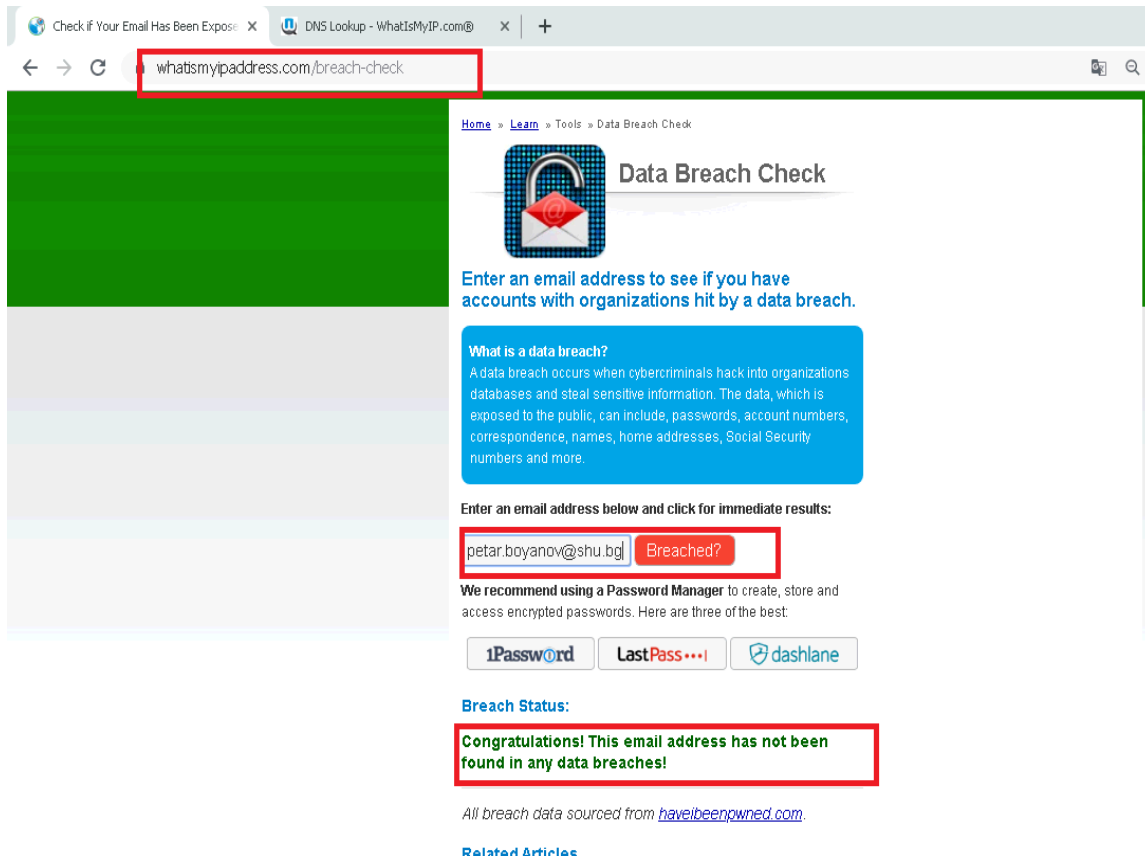 Check if Your Email Has Been Expose
DNS Lookup - WhatIsMyIP.com®
whatismyipaddress.com/breach-check
Home » Learn » Tools » Data Breach Check
Data Breach Check
Enter an email address to see if you have
accounts with organizations hit by a data breach.
What is a data breach?
A data breach occurs when cybercriminals hack into organizations
databases and steal sensitive information. The data, which is
exposed to the public, can include, passwords, account numbers,
correspondence, names, home addresses, Social Security
numbers and more.
Enter an email address below and click for immediate results:
petar.boyanov@shu.bg Breached?
We recommend using a Password Manager to create, store and
access encrypted passwords. Here are three of the best:
1Password LastPass dashlane
Breach Status:
Congratulations! This email address has not been
found in any data breaches!
All breach data sourced from haveibeenpwned.com.
Related Articles